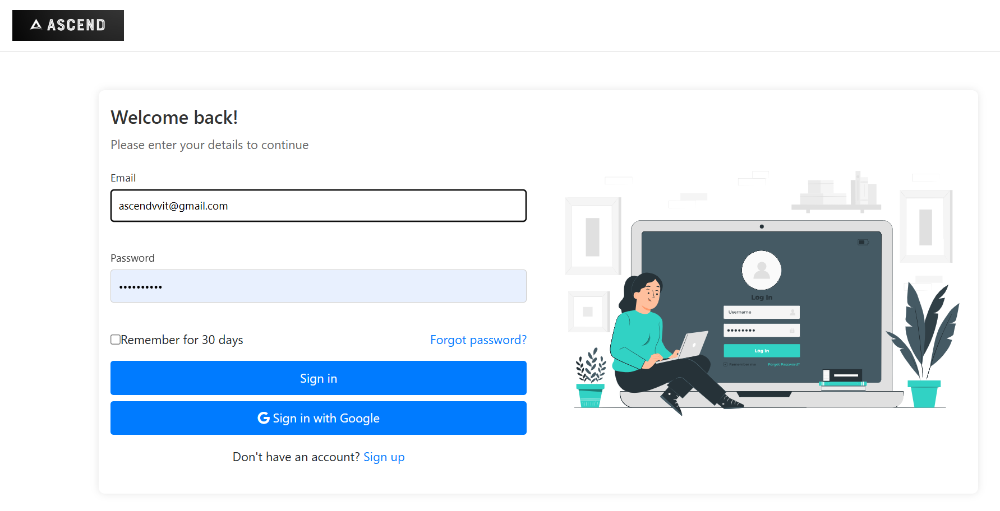 ASCEND
Welcome back!
Please enter your details to continue
Email
ascendvvit@gmail.com
Password
••••••••••
Remember for 30 days
Forgot password?
Sign in
G Sign in with Google
Don't have an account? Sign up
Log In
Username
••••••••
Log In
Remember me
Forgot Password?